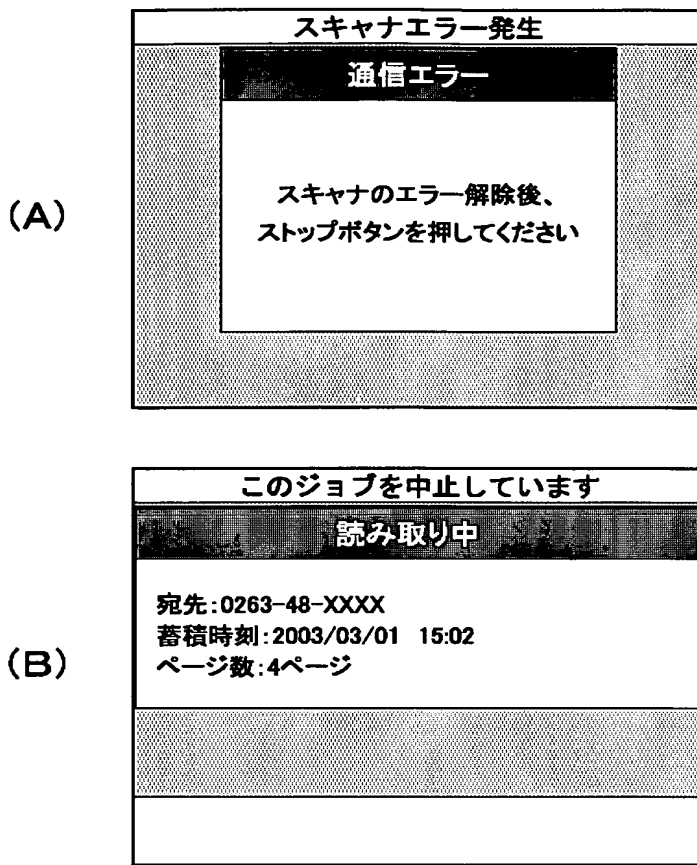 スキャナエラー発生
通信エラー
(A)
スキャナのエラー解除後、
ストップボタンを押してください
このジョブを中止しています
読み取り中
(B)
宛先:0263-48-XXXX
蓄積時刻:2003/03/01 15:02
ページ数:4ページ